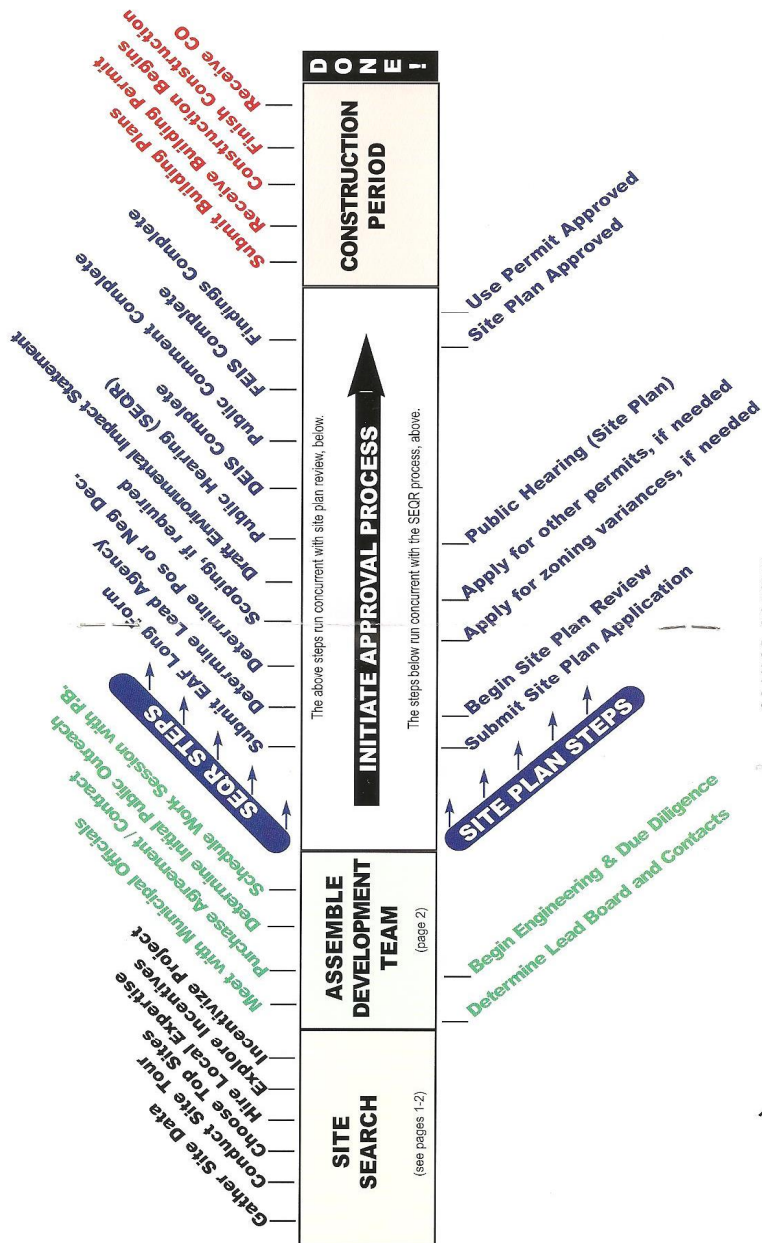 Gather Site Data
Conduct Site Tour
Choose Top Sites
Hire Local Expertise
Explore Incentives
Incentivize Project
Meet with Municipal Officials
Purchase Agreement / Contract
Determine Initial Public Outreach
Schedule Work Session with P.B.
SEQR STEPS
Submit EAF Long Form
Determine Lead Agency
Determine Pos or Neg Dec.
Scoping, if required
Draft Environmental Impact Statement
Public Hearing (SEQR)
DEIS Complete
Public Comment Complete
FEIS Complete
Findings Complete
Submit Building Plans
Receive Building Permit
Construction Begins
Finish Construction
Receive CO
SITE
SEARCH
(see pages 1-2)
ASSEMBLE
DEVELOPMENT
TEAM
(page 2)
The above steps run concurrent with site plan review, below.
INITIATE APPROVAL PROCESS
The steps below run concurrent with the SEQR process, above.
CONSTRUCTION
PERIOD
DONE!
Determine Lead Board and Contacts
Begin Engineering & Due Diligence
SITE PLAN STEPS
Submit Site Plan Application
Begin Site Plan Review
Apply for zoning variances, if needed
Apply for other permits, if needed
Public Hearing (Site Plan)
Site Plan Approved
Use Permit Approved